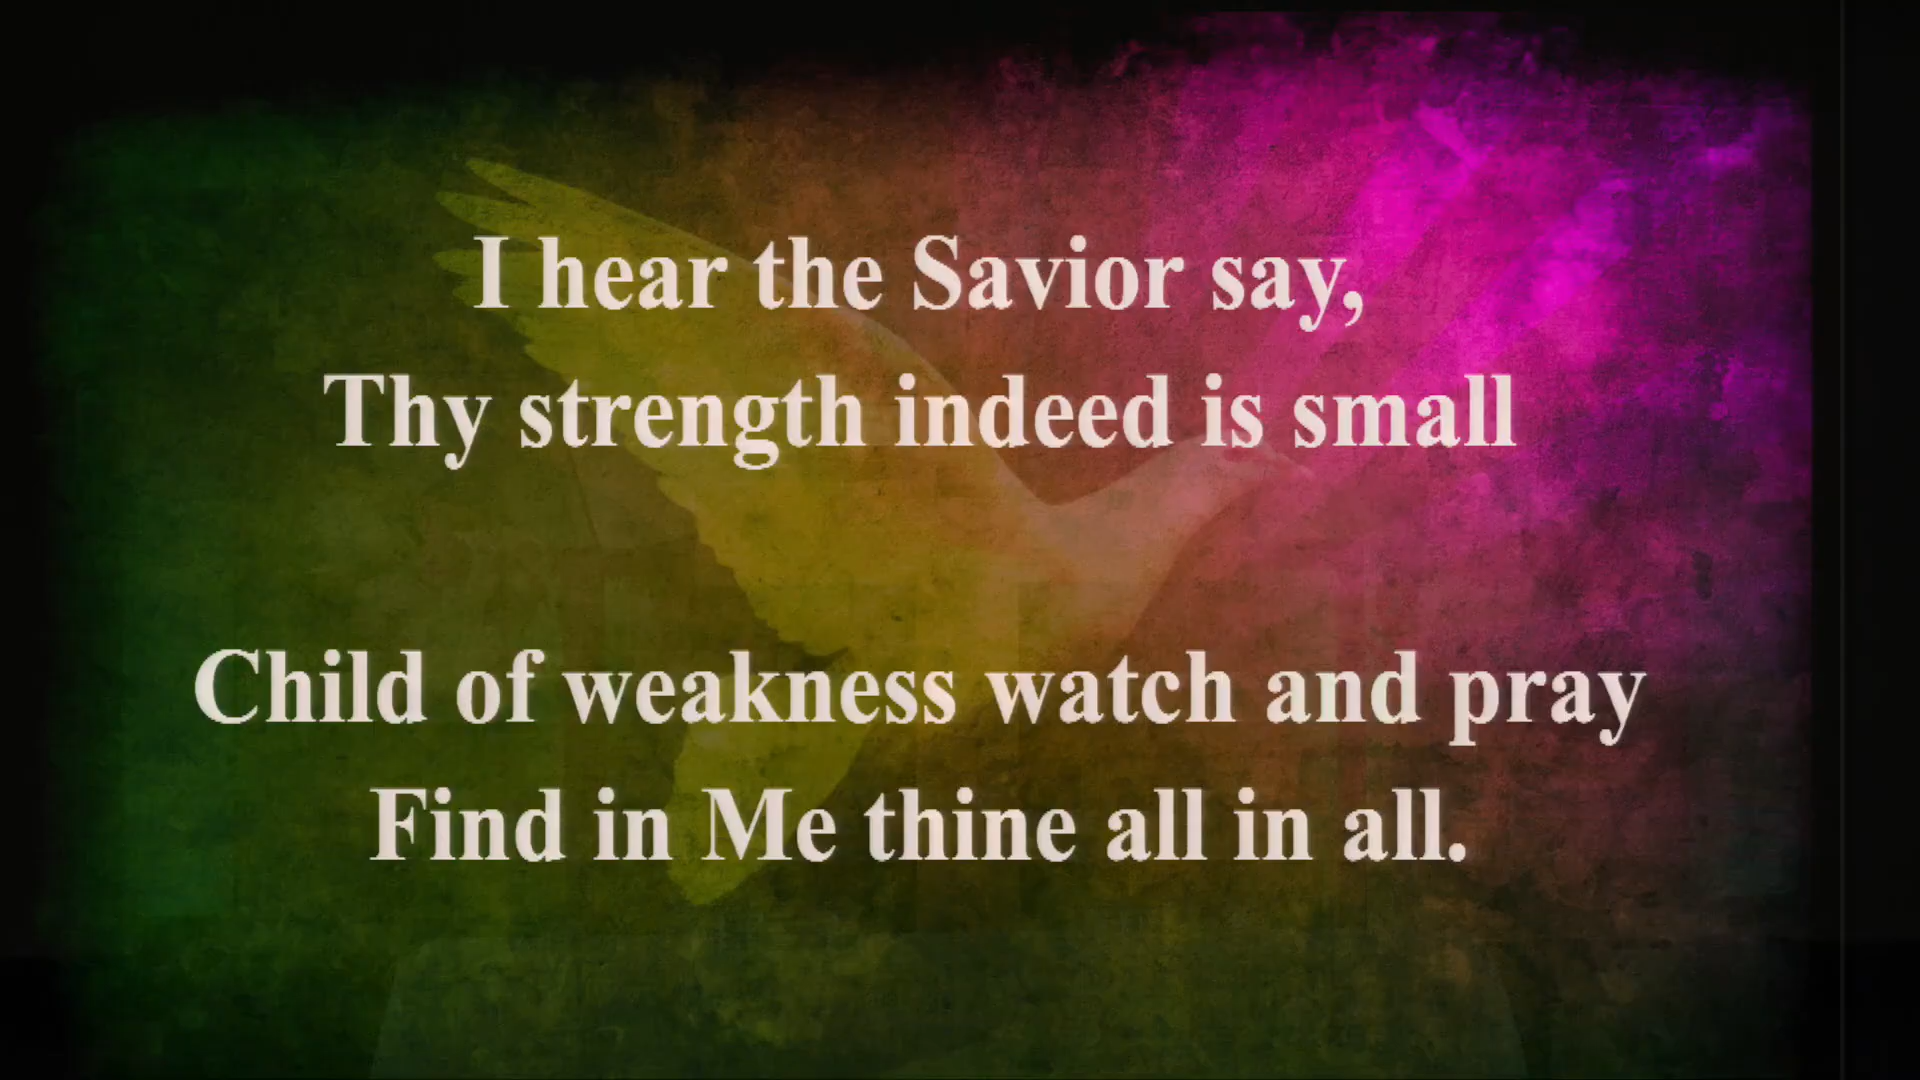 I hear the Savior say,
Thy strength indeed is small
Child of weakness watch and pray
Find in Me thine all in all.